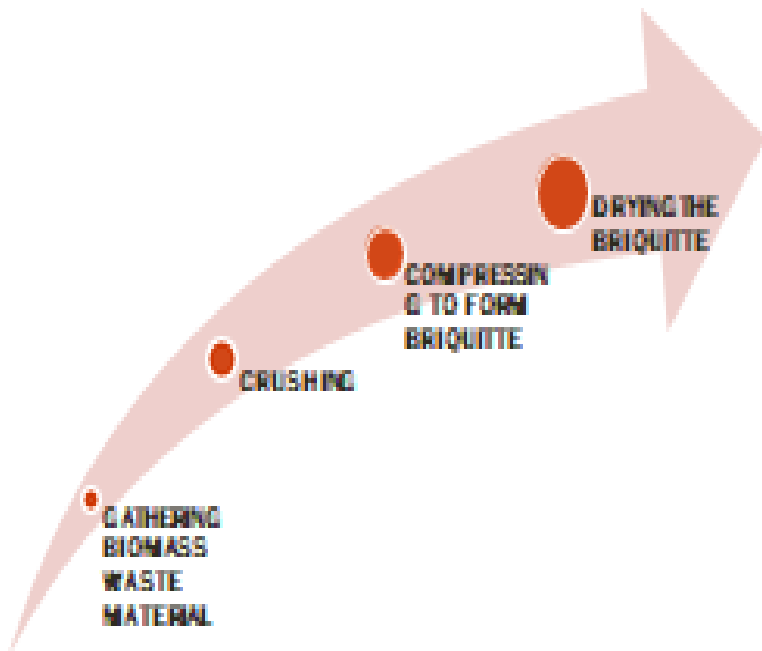 GATHERING
BIOMASS
WASTE
MATERIAL
CRUSHING
COMPRESSIN
G TO FORM
BRIQUITTE
DRYING THE
BRIQUITTE